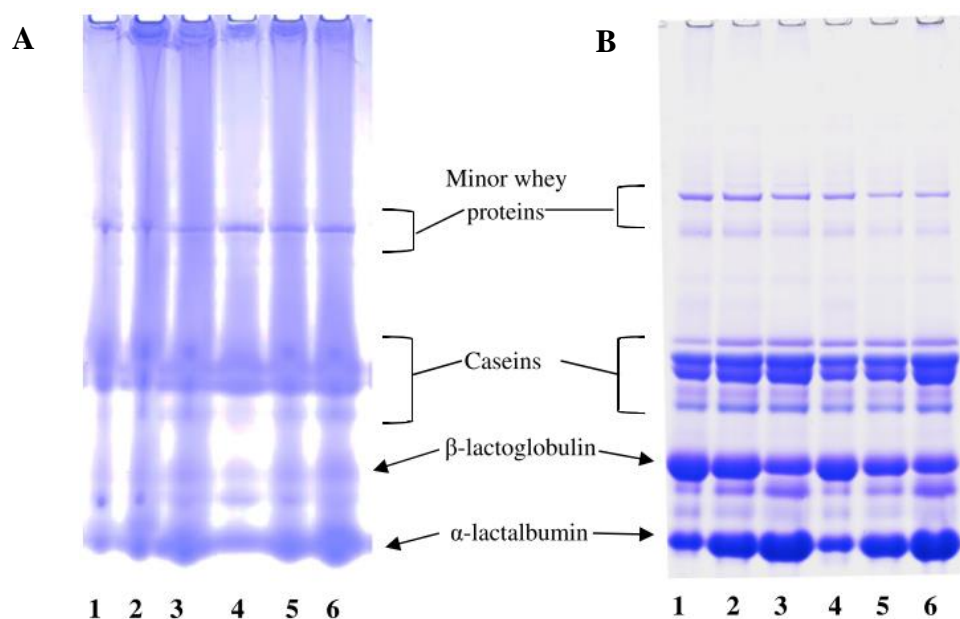 A
B
Minor whey
proteins
Caseins
β-lactoglobulin
α-lactalbumin
1 2 3 4 5 6
1 2 3 4 5 6